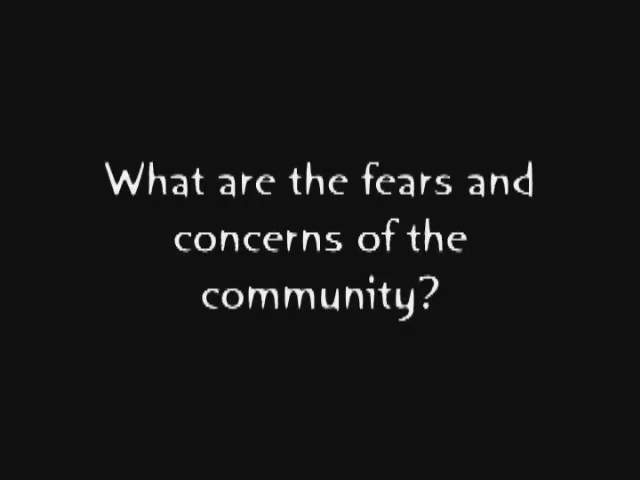 What are the fears and
concerns of the
community?